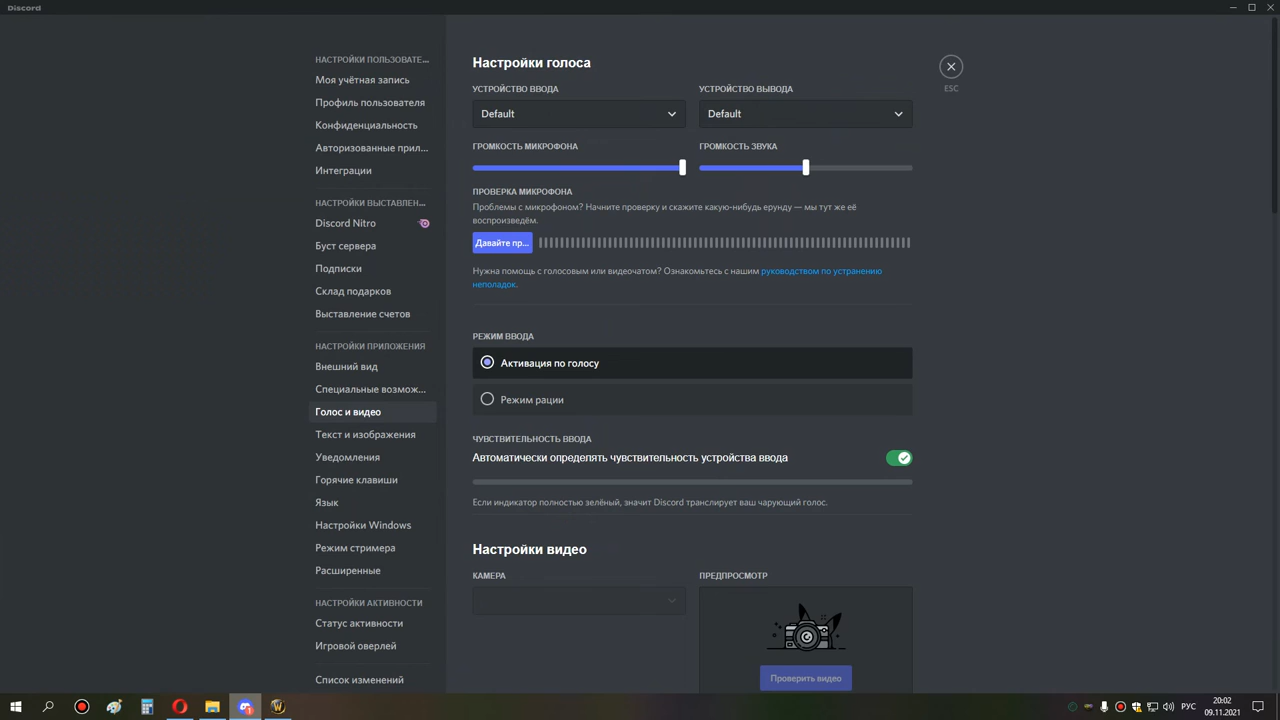 Discord
НАСТРОЙКИ ПОЛЬЗОВАТЕ...
Моя учётная запись
Профиль пользователя
Конфиденциальность
Авторизованные прил...
Интеграции
НАСТРОЙКИ ВЫСТАВЛЕН...
Discord Nitro
Буст сервера
Подписки
Склад подарков
Выставление счетов
НАСТРОЙКИ ПРИЛОЖЕНИЯ
Внешний вид
Специальные возмож...
Голос и видео
Текст и изображения
Уведомления
Горячие клавиши
Язык
Настройки Windows
Режим стримера
Расширенные
НАСТРОЙКИ АКТИВНОСТИ
Статус активности
Игровой оверлей
Список изменений
Настройки голоса
УСТРОЙСТВО ВВОДА
УСТРОЙСТВО ВЫВОДА
Default
Default
ГРОМКОСТЬ МИКРОФОНА
ГРОМКОСТЬ ЗВУКА
ПРОВЕРКА МИКРОФОНА
Проблемы с микрофоном? Начните проверку и скажите какую-нибудь ерунду — мы тут же её
воспроизведём.
Давайте пр...
Нужна помощь с голосовым или видеочатом? Ознакомьтесь с нашим руководством по устранению
неполадок.
РЕЖИМ ВВОДА
Активация по голосу
Режим рации
ЧУВСТВИТЕЛЬНОСТЬ ВВОДА
Автоматически определять чувствительность устройства ввода
Если индикатор полностью зелёный, значит Discord транслирует ваш чарующий голос.
Настройки видео
КАМЕРА
ПРЕДПРОСМОТР
Проверить видео
ESC
РУС
20:02
09.11.2021